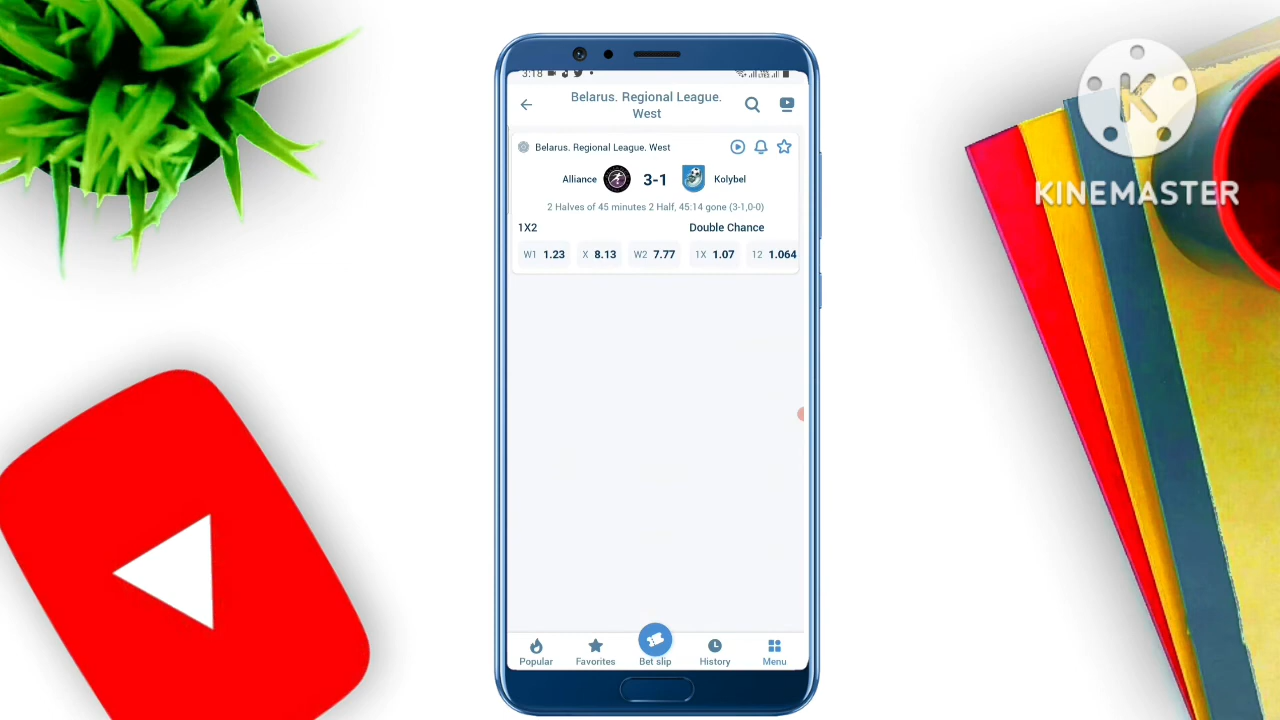 3:18
Belarus. Regional League.
West
Belarus. Regional League. West
Alliance 3-1 Kolybel
2 Halves of 45 minutes 2 Half, 45:14 gone (3-1,0-0)
1X2 Double Chance
W1 1.23 X 8.13 W2 7.77 1X 1.07 12 1.064
Popular Favorites Bet slip History Menu
K
KINEMASTER